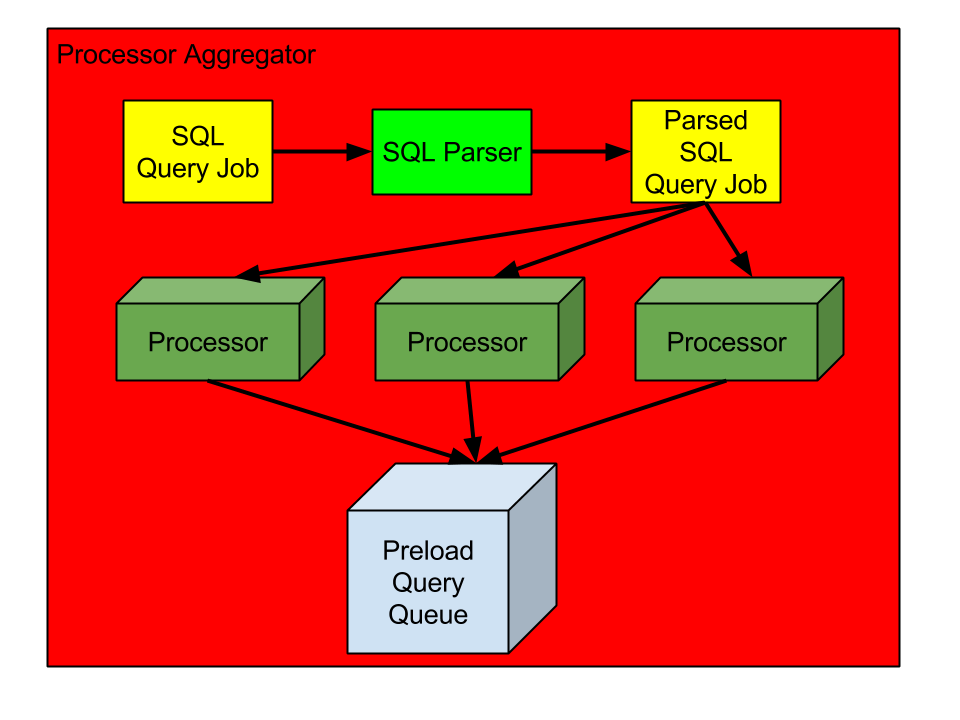 Processor Aggregator
SQL
Query Job
SQL Parser
Parsed
SQL
Query Job
Processor
Processor
Processor
Preload
Query
Queue